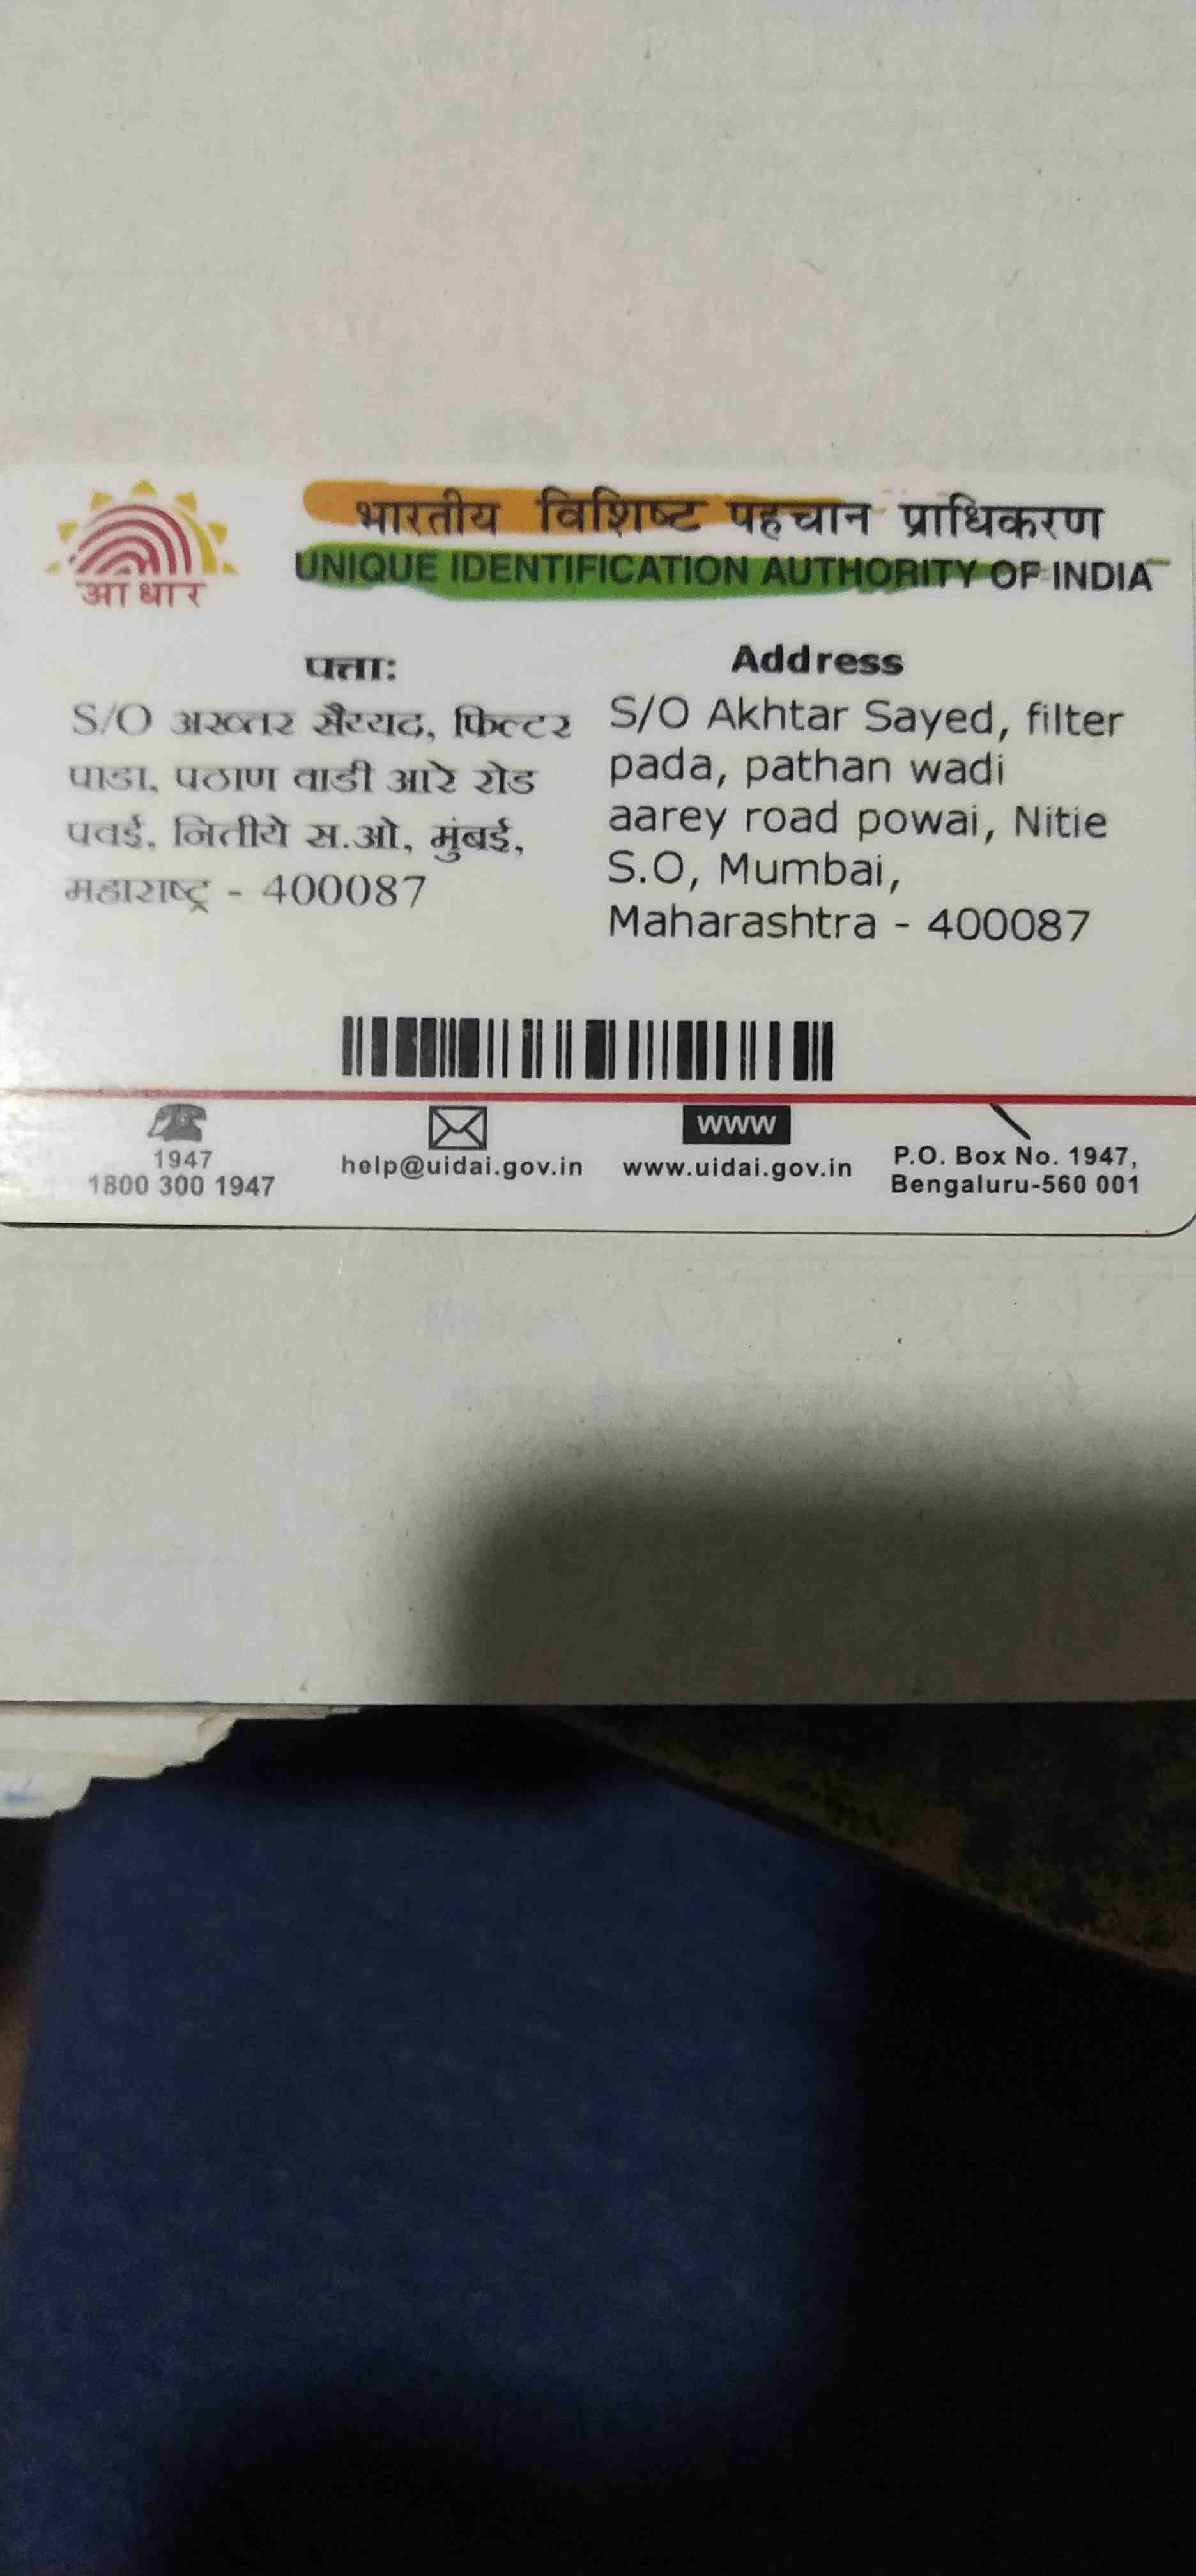 आधार
भारतीय विशिष्ट पहचान प्राधिकरण
UNIQUE IDENTIFICATION AUTHORITY OF INDIA
पत्ता:
S/O अख्तर सैय्यद, फिल्टर
पाडा, पठाण वाडी आरे रोड
पवई, नितीये स.ओ, मुंबई,
महाराष्ट्र - 400087
Address
S/O Akhtar Sayed, filter
pada, pathan wadi
aarey road powai, Nitie
S.O, Mumbai,
Maharashtra - 400087
1947
1800 300 1947
help@uidai.gov.in
www
www.uidai.gov.in
P.O. Box No. 1947,
Bengaluru-560 001